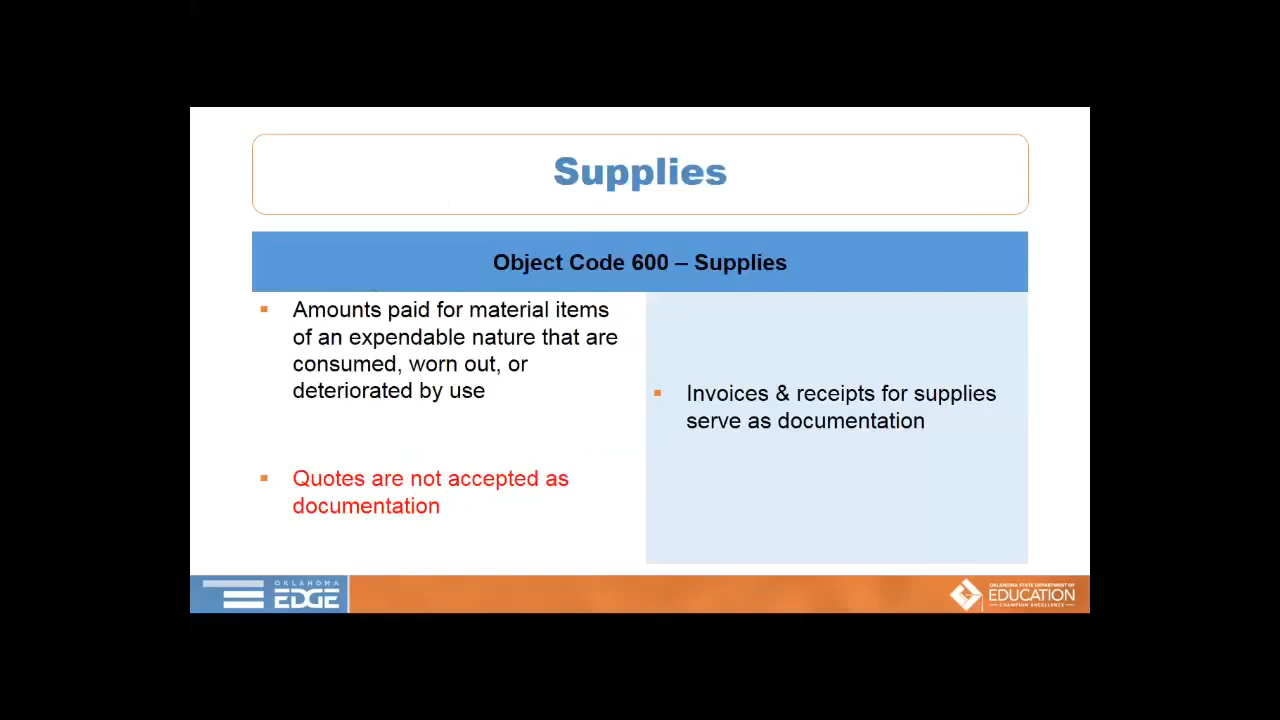 Supplies
Object Code 600 – Supplies
Amounts paid for material items
of an expendable nature that are
consumed, worn out, or
deteriorated by use
Quotes are not accepted as
documentation
Invoices & receipts for supplies
serve as documentation
OKLAHOMA
EDGE
OKLAHOMA STATE DEPARTMENT OF
EDUCATION
CHAMPION EXCELLENCE